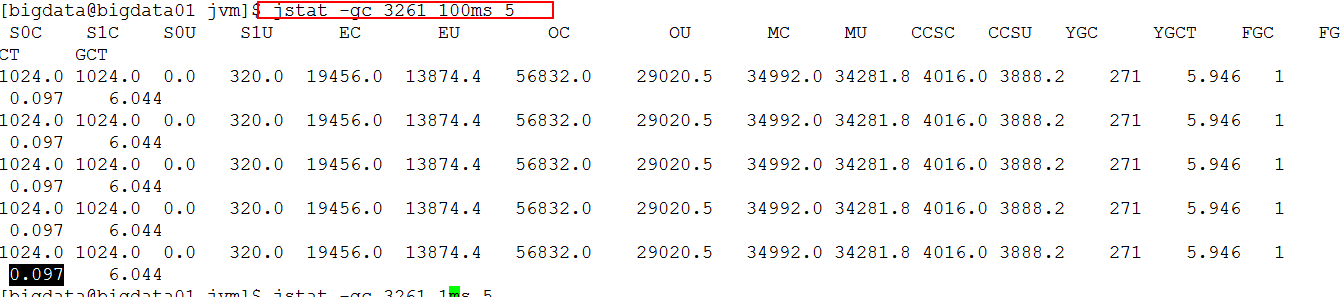 [bigdata@bigdata01 jvm]$ jstat -gc 3261 100ms 5
S0C S1C S0U S1U EC EU OC OU MC MU CCSC CCSU YGC YGCT FGC FG
CT GCT
1024.0 1024.0 0.0 320.0 19456.0 13874.4 56832.0 29020.5 34992.0 34281.8 4016.0 3888.2 271 5.946 1
0.097 6.044
1024.0 1024.0 0.0 320.0 19456.0 13874.4 56832.0 29020.5 34992.0 34281.8 4016.0 3888.2 271 5.946 1
0.097 6.044
1024.0 1024.0 0.0 320.0 19456.0 13874.4 56832.0 29020.5 34992.0 34281.8 4016.0 3888.2 271 5.946 1
0.097 6.044
1024.0 1024.0 0.0 320.0 19456.0 13874.4 56832.0 29020.5 34992.0 34281.8 4016.0 3888.2 271 5.946 1
0.097 6.044
1024.0 1024.0 0.0 320.0 19456.0 13874.4 56832.0 29020.5 34992.0 34281.8 4016.0 3888.2 271 5.946 1
0.097 6.044
[bigdata@bigdata01 jvm]$ jstat -gc 3261 1ms 5